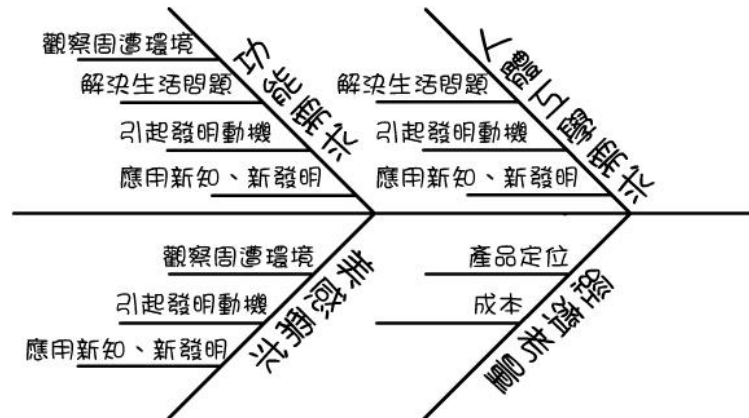 功能需求
觀察周遭環境
解決生活問題
引起發明動機
應用新知、新發明
人體工學需求
解決生活問題
引起發明動機
應用新知、新發明
美感需求
觀察周遭環境
引起發明動機
應用新知、新發明
經濟考量
產品定位
成本